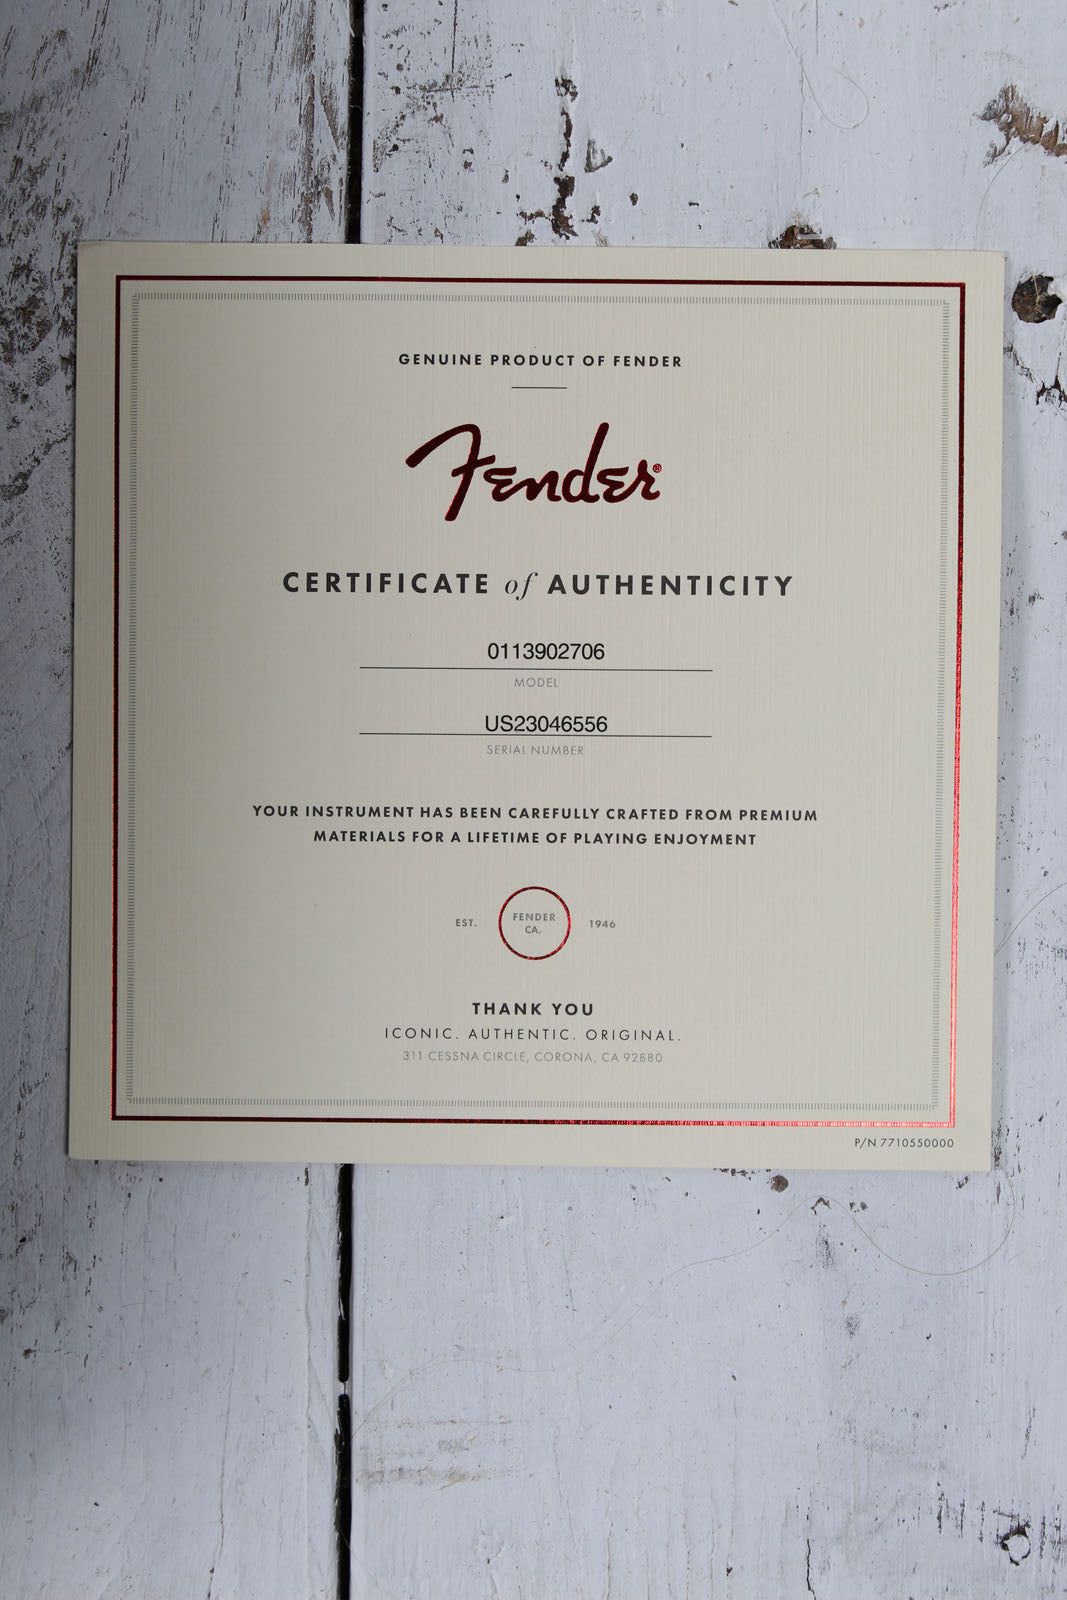 GENUINE PRODUCT OF FENDER
Fender®
CERTIFICATE of AUTHENTICITY
0113902706
MODEL
US23046556
SERIAL NUMBER
YOUR INSTRUMENT HAS BEEN CAREFULLY CRAFTED FROM PREMIUM
MATERIALS FOR A LIFETIME OF PLAYING ENJOYMENT
EST. FENDER CA. 1946
THANK YOU
ICONIC. AUTHENTIC. ORIGINAL.
311 CESSNA CIRCLE, CORONA, CA 92880
P/N 7710550000